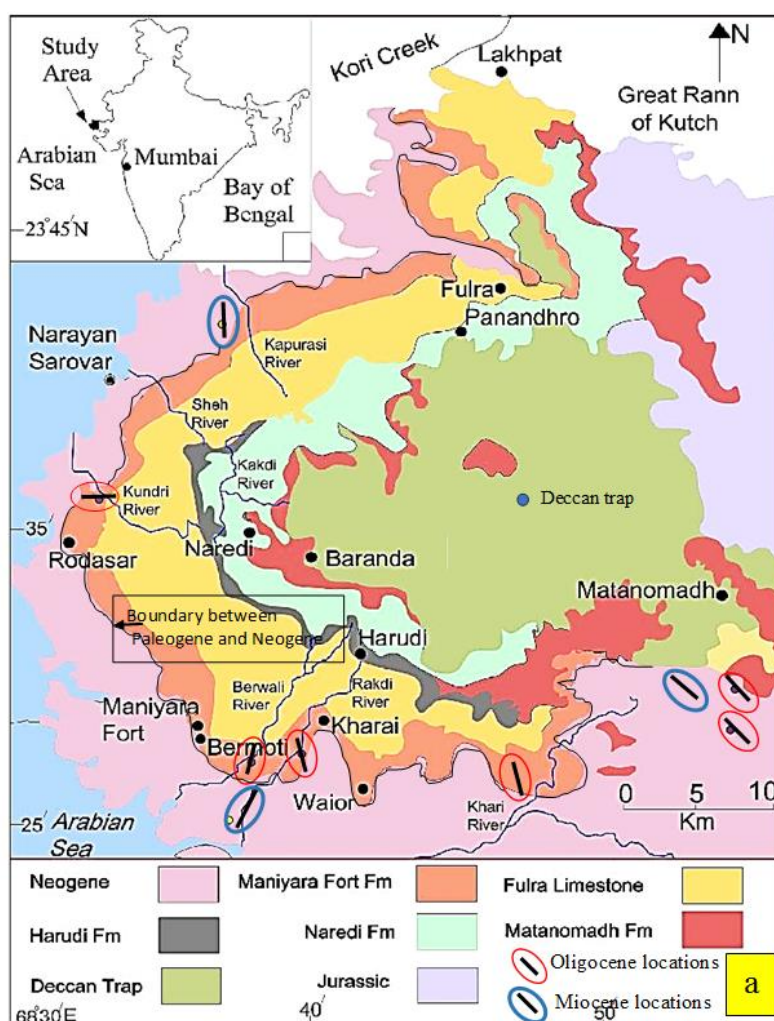 Study
Area
Arabian
Sca
Mumbai
Bay of
Bcngal
23°45′N
Kori Creek
Lakhpat
N
Great Rann
of Kutch
Fulra
Panandhro
Narayan
Sarovar
Kapurasi
River
Sheh
River
Kakdi
River
Kundri
River
Deccan trap
35′
Rodasar
Naredi
Baranda
Matanomadh
Boundary between
Paleogene and Neogene
Harudi
Berwali
River
Rakdi
River
Maniyara
Fort
Bermoti
Kharai
Waior
Khari
River
0 5 10
Km
25′
Arabian
Sea
Neogene
Maniyara Fort Fm
Fulra Limestone
Harudi Fm
Naredi Fm
Matanomadh Fm
Deccan Trap
Jurassic
Oligocene locations
Miocene locations
a
68°30′E
40′
50′